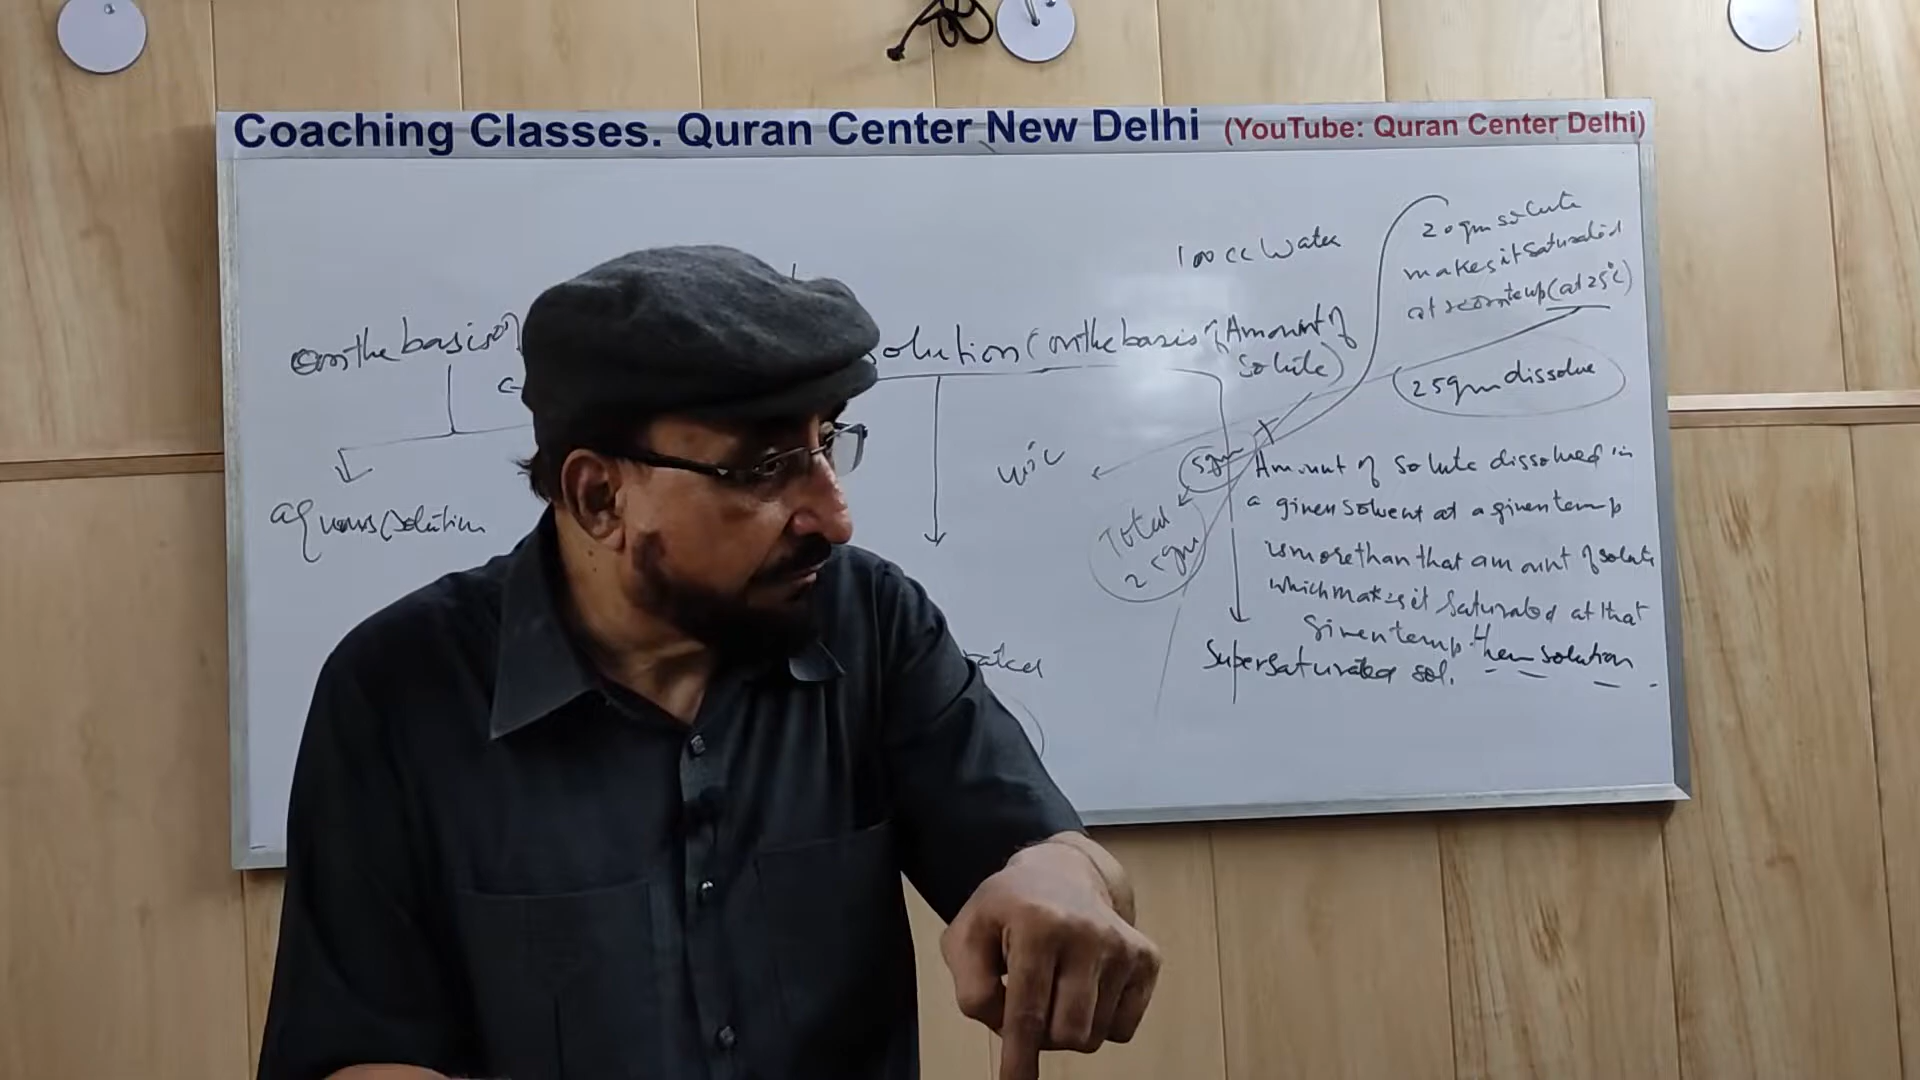 Coaching Classes. Quran Center New Delhi (YouTube: Quran Center Delhi)
20gm solute
makes it saturated
at room temp (at 25°C)
100 cc Water
on the basis of
solution (on the basis of Amount of
solute)
25gm dissolve
5gm
Total
25gm
Amount of solute dissolved in
a given solvent at a given temp
is more than that amount of solute
which makes it saturated at that
given temp. then solution
Supersaturated sol.